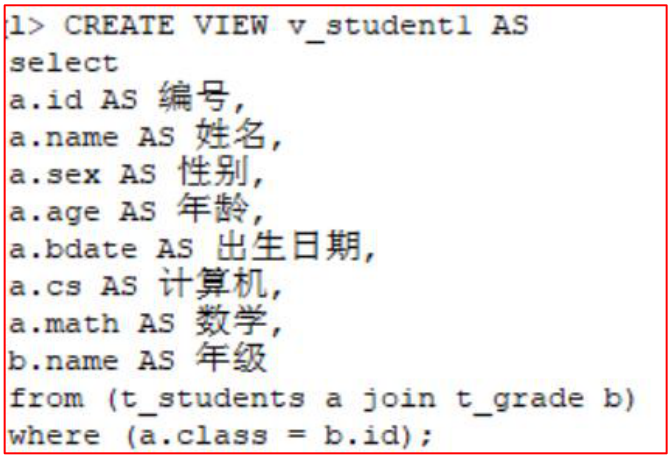 l> CREATE VIEW v_student1 AS
select
a.id AS 编号,
a.name AS 姓名,
a.sex AS 性别,
a.age AS 年龄,
a.bdate AS 出生日期,
a.cs AS 计算机,
a.math AS 数学,
b.name AS 年级
from (t_students a join t_grade b)
where (a.class = b.id);